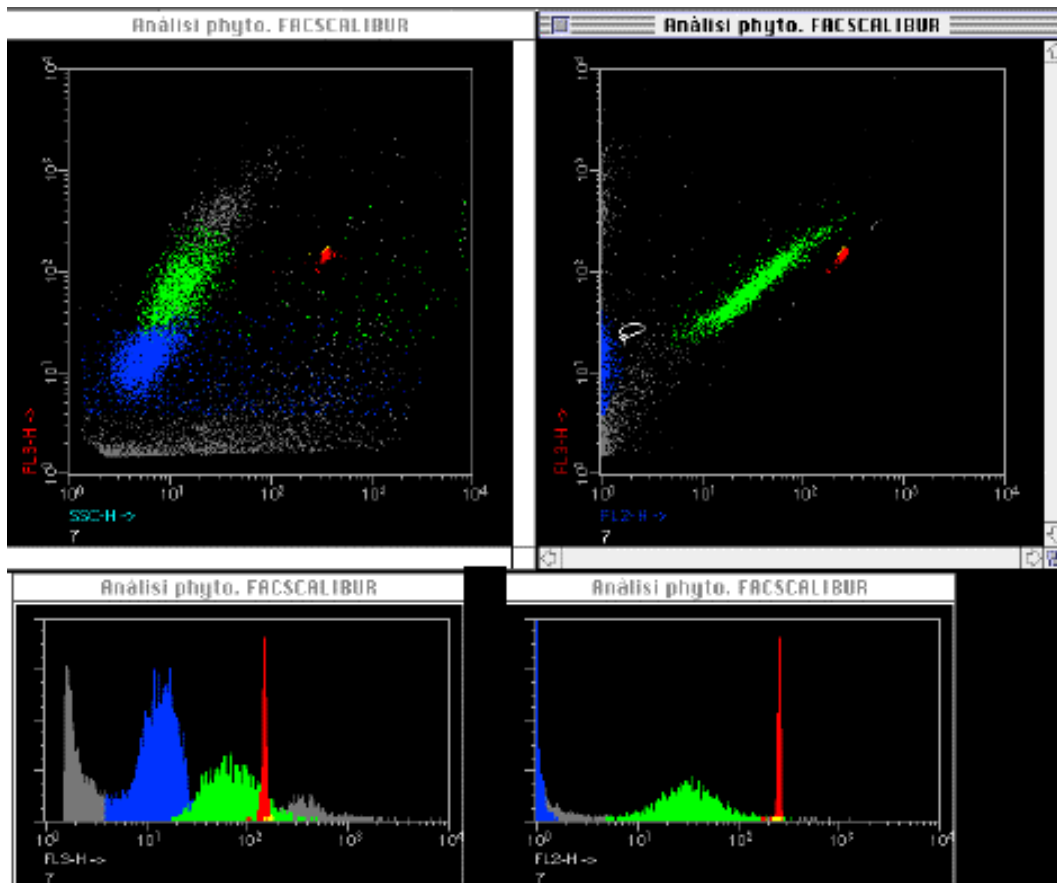 Anàlisi phyto. FACSCALIBUR
Anàlisi phyto. FACSCALIBUR
10⁴
10⁴
10³
10³
10²
10²
10¹
10¹
10⁰
10⁰
FL3-H ->
FL3-H ->
10⁰ 10¹ 10² 10³ 10⁴
10⁰ 10¹ 10² 10³ 10⁴
SSC-H ->
FL2-H ->
7
7
Anàlisi phyto. FACSCALIBUR
Anàlisi phyto. FACSCALIBUR
10⁰ 10¹ 10² 10³ 10⁴
10⁰ 10¹ 10² 10³ 10⁴
FL3-H ->
FL2-H ->
7
7